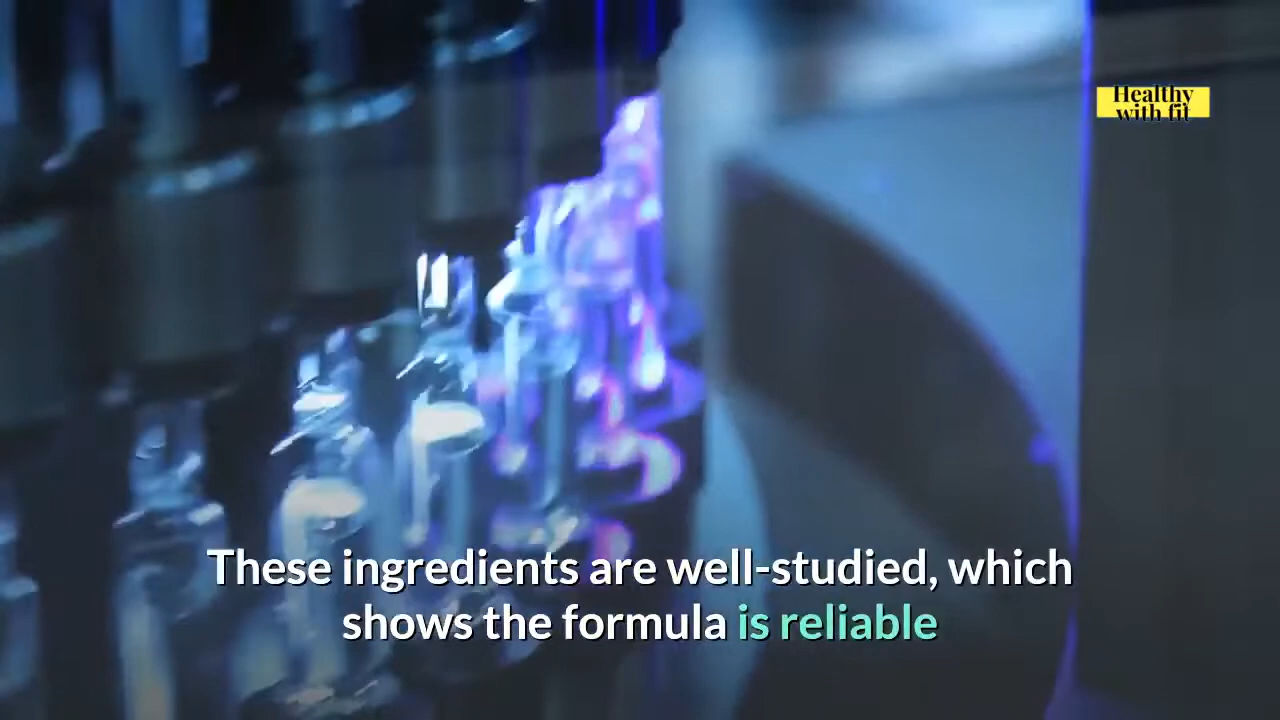 Healthy
with fit
These ingredients are well-studied, which
shows the formula is reliable